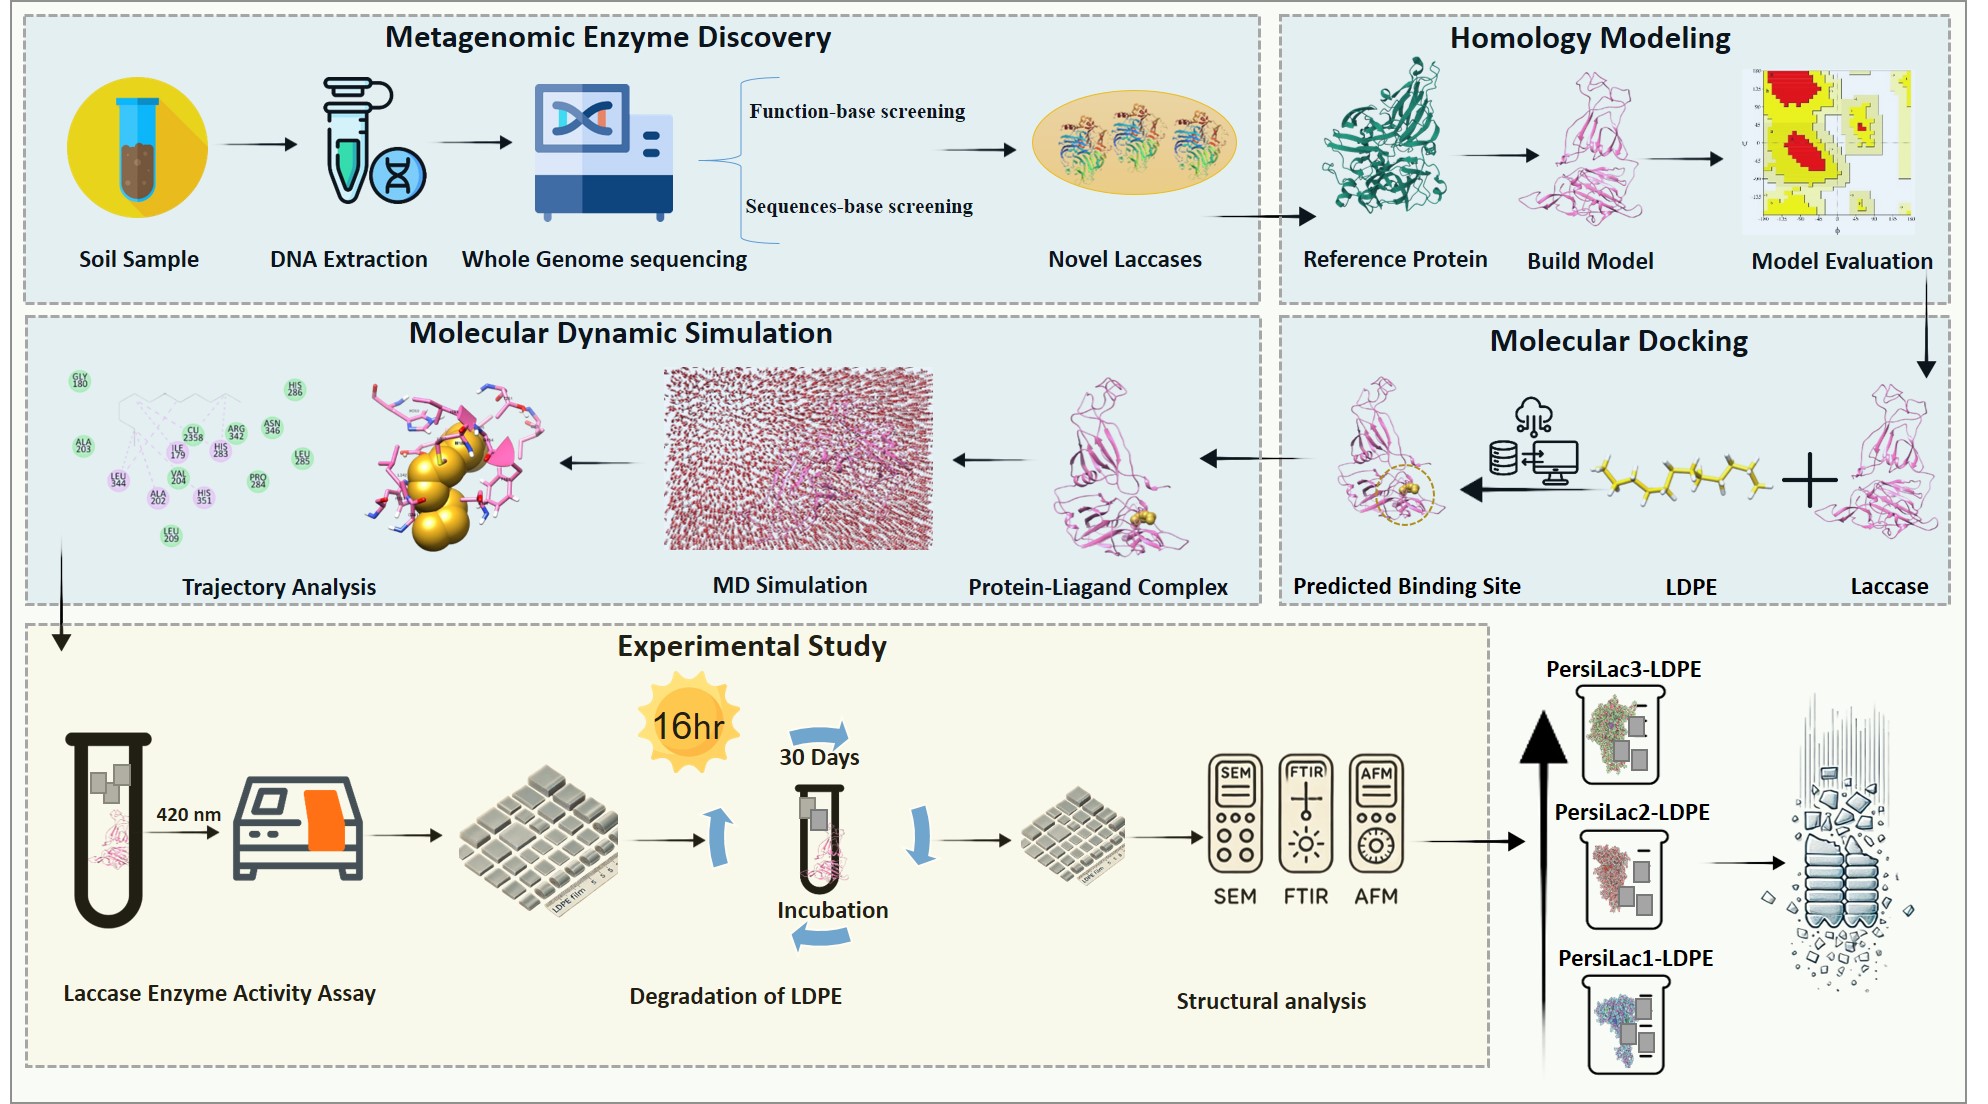 Metagenomic Enzyme Discovery
Function-base screening
Sequences-base screening
Soil Sample
DNA Extraction
Whole Genome sequencing
Novel Laccases
Homology Modeling
Reference Protein
Build Model
Model Evaluation
Molecular Dynamic Simulation
GLY
180
HIS
286
ALA
203
CU
2358
ARG
342
ASN
346
ILE
179
HIS
283
LEU
285
LEU
344
VAL
204
PRO
284
ALA
202
HIS
351
LEU
209
Trajectory Analysis
MD Simulation
Protein-Liagand Complex
Molecular Docking
Predicted Binding Site
LDPE
Laccase
Experimental Study
420 nm
16hr
30 Days
Incubation
LDPE film
LDPE film
SEM
FTIR
AFM
SEM
FTIR
AFM
Laccase Enzyme Activity Assay
Degradation of LDPE
Structural analysis
PersiLac3-LDPE
PersiLac2-LDPE
PersiLac1-LDPE